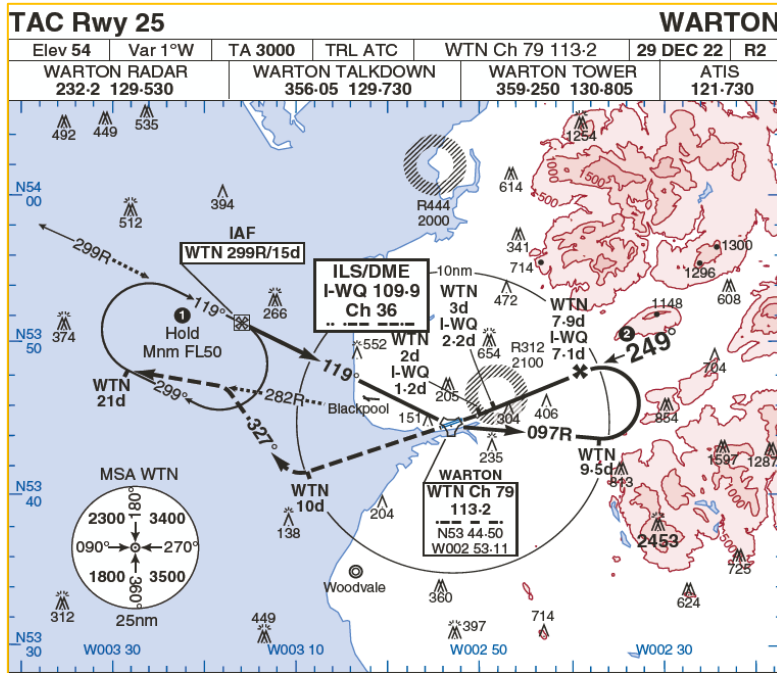 TAC Rwy 25 WARTON
Elev 54 Var 1°W TA 3000 TRL ATC WTN Ch 79 113·2 29 DEC 22 R2
WARTON RADAR
232·2 129·530
WARTON TALKDOWN
356·05 129·730
WARTON TOWER
359·250 130·805
ATIS
121·730
492
449
535
1254
1500
500
N54
00
394
614
R444
2000
512
IAF
WTN 299R/15d
299R
341
714
1300
1296
ILS/DME
I-WQ 109·9
Ch 36
10nm
WTN
3d
I-WQ
2·2d
472
WTN
7·9d
I-WQ
7·1d
608
1148
119°
1
Hold
Mnm FL50
266
374
N53
50
552
WTN
2d
I-WQ
1·2d
654
R312
2100
2
249°
704
119°
WTN
21d
299°
282R
205
Blackpool
151
304
406
854
097R
327°
235
WTN
9·5d
813
1597
1287
MSA WTN
WTN
10d
WARTON
WTN Ch 79
113·2
N53 44·50
W002 53·11
N53
40
180°
2300 3400
090° 270°
1800 3500
360°
25nm
204
138
2453
1000
725
Woodvale
360
624
312
449
397
714
N53
30
W003 30
W003 10
W002 50
W002 30